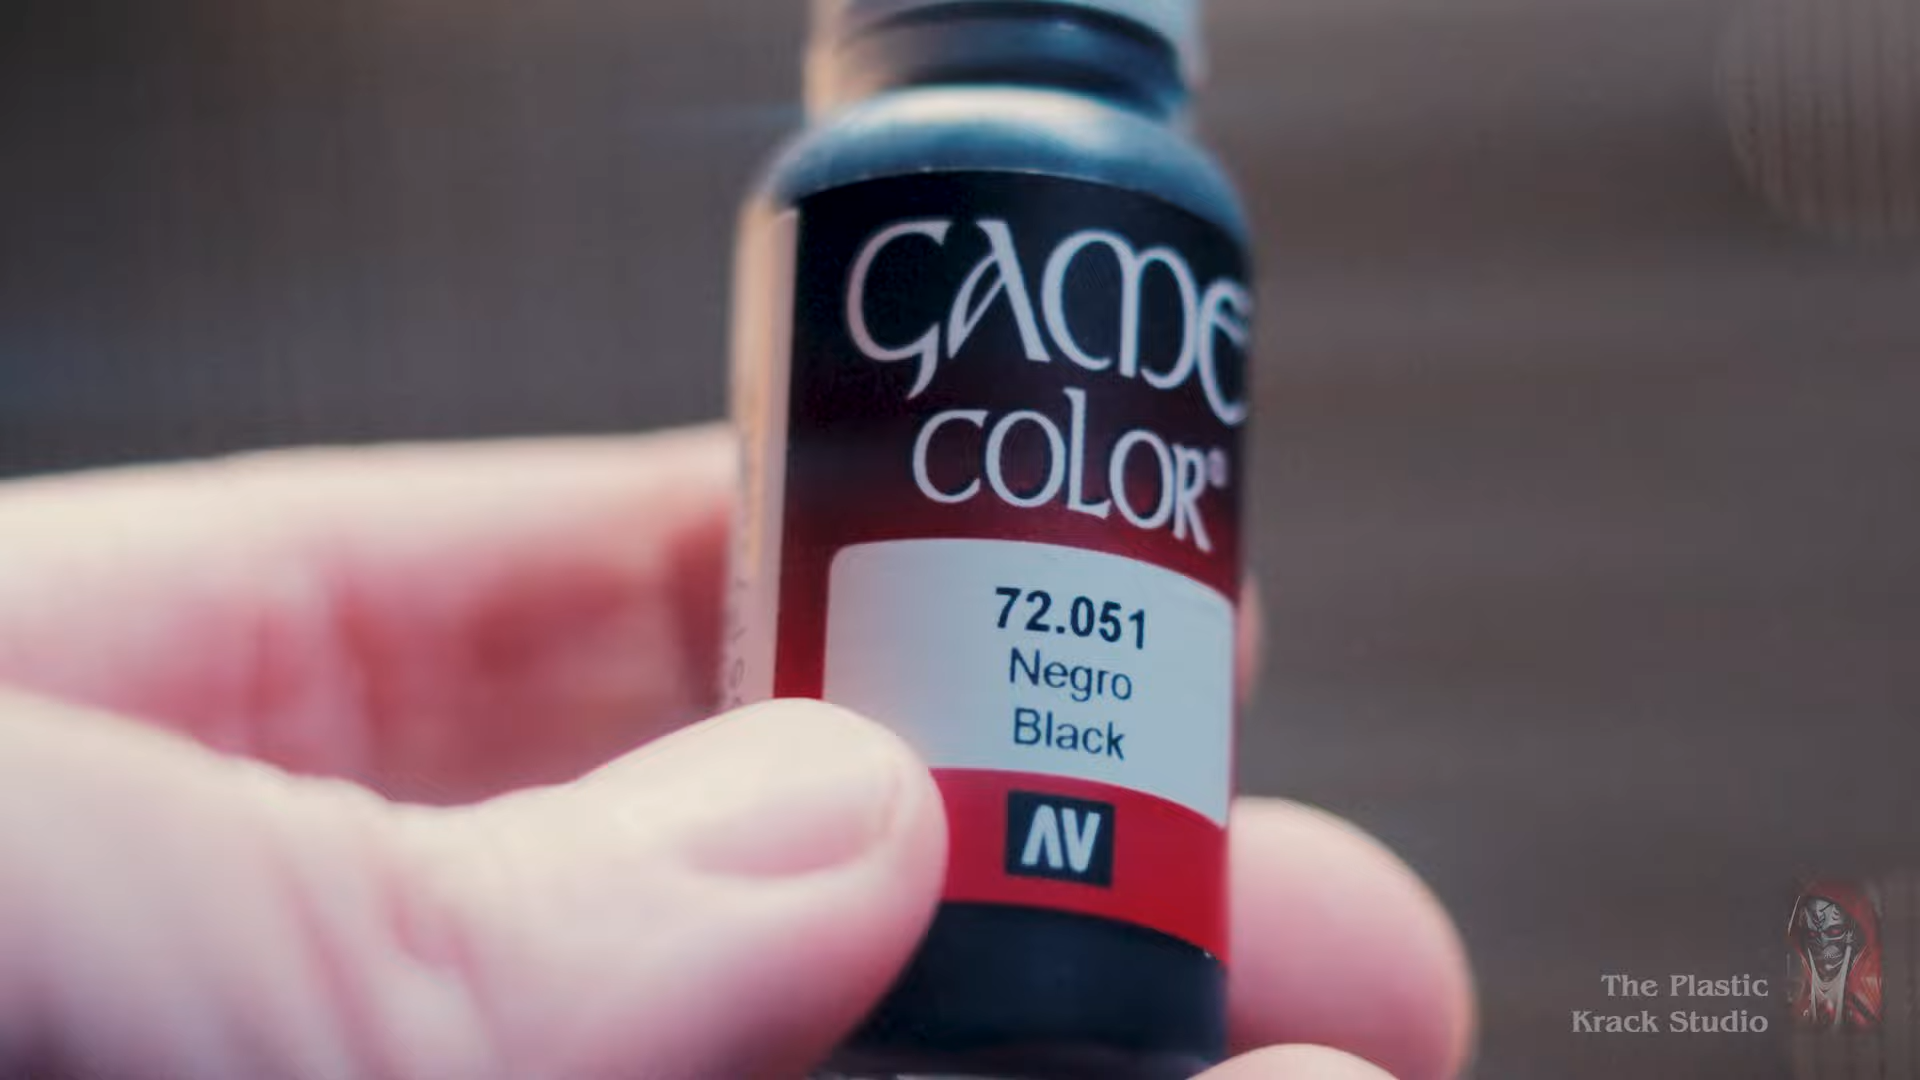 GAME
COLOR®
72.051
Negro
Black
AV
The Plastic
Krack Studio